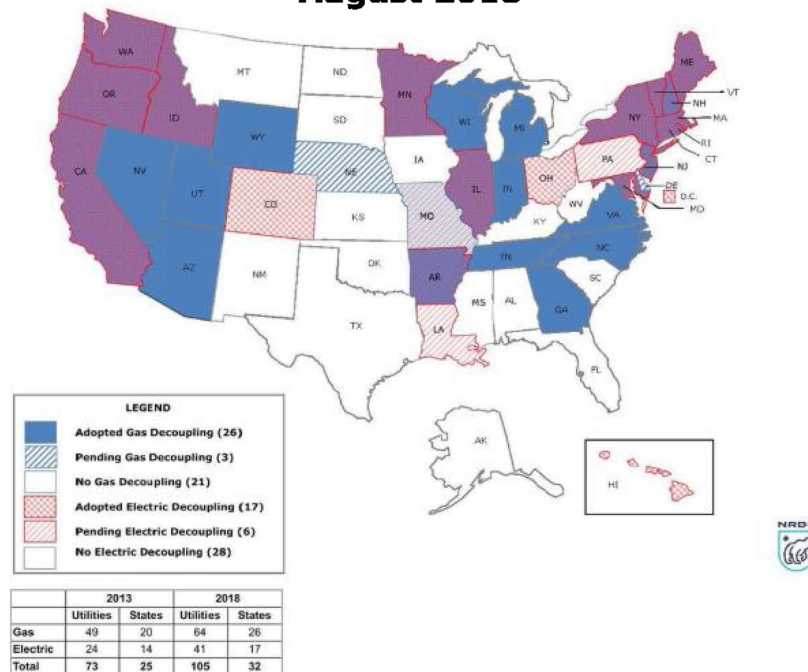 August 2018
WA
MT
ND
MN
ME
VT
OR
ID
SD
WI
MI
NY
NH
MA
WY
RI
CT
IA
NE
PA
NJ
CA
NV
UT
IL
IN
OH
DE
D.C.
MD
CO
KS
MO
WV
KY
VA
AZ
NM
OK
AR
TN
NC
SC
TX
LA
MS
AL
GA
FL
AK
HI
LEGEND
Adopted Gas Decoupling (26)
Pending Gas Decoupling (3)
No Gas Decoupling (21)
Adopted Electric Decoupling (17)
Pending Electric Decoupling (6)
No Electric Decoupling (28)
NRD
2013 2018
Utilities States Utilities States
Gas 49 20 64 26
Electric 24 14 41 17
Total 73 25 105 32